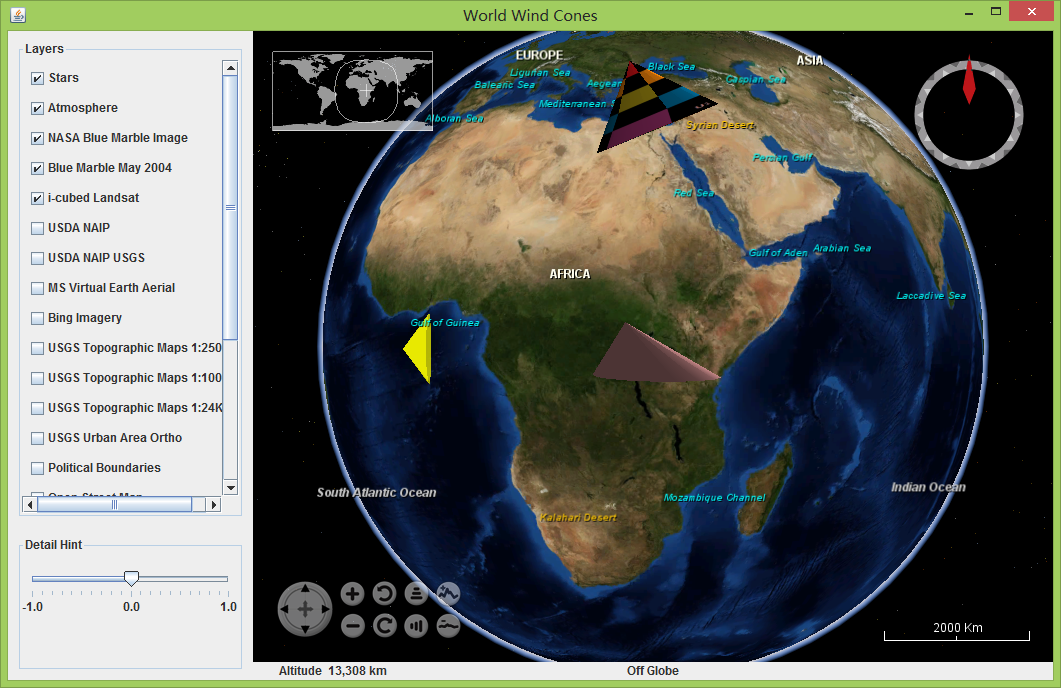 World Wind Cones
Layers
Stars
Atmosphere
NASA Blue Marble Image
Blue Marble May 2004
i-cubed Landsat
USDA NAIP
USDA NAIP USGS
MS Virtual Earth Aerial
Bing Imagery
USGS Topographic Maps 1:250
USGS Topographic Maps 1:100
USGS Topographic Maps 1:24K
USGS Urban Area Ortho
Political Boundaries
Open Street Map
Detail Hint
-1.0 0.0 1.0
EUROPE
ASIA
Ligurian Sea
Black Sea
Balearic Sea
Aegean
Caspian Sea
Mediterranean S
Alboran Sea
Syrian Desert
Persian Gulf
Red Sea
Gulf of Aden
Arabian Sea
AFRICA
Laccadive Sea
Gulf of Guinea
South Atlantic Ocean
Indian Ocean
Mozambique Channel
Kalahari Desert
2000 Km
Altitude 13,308 km
Off Globe